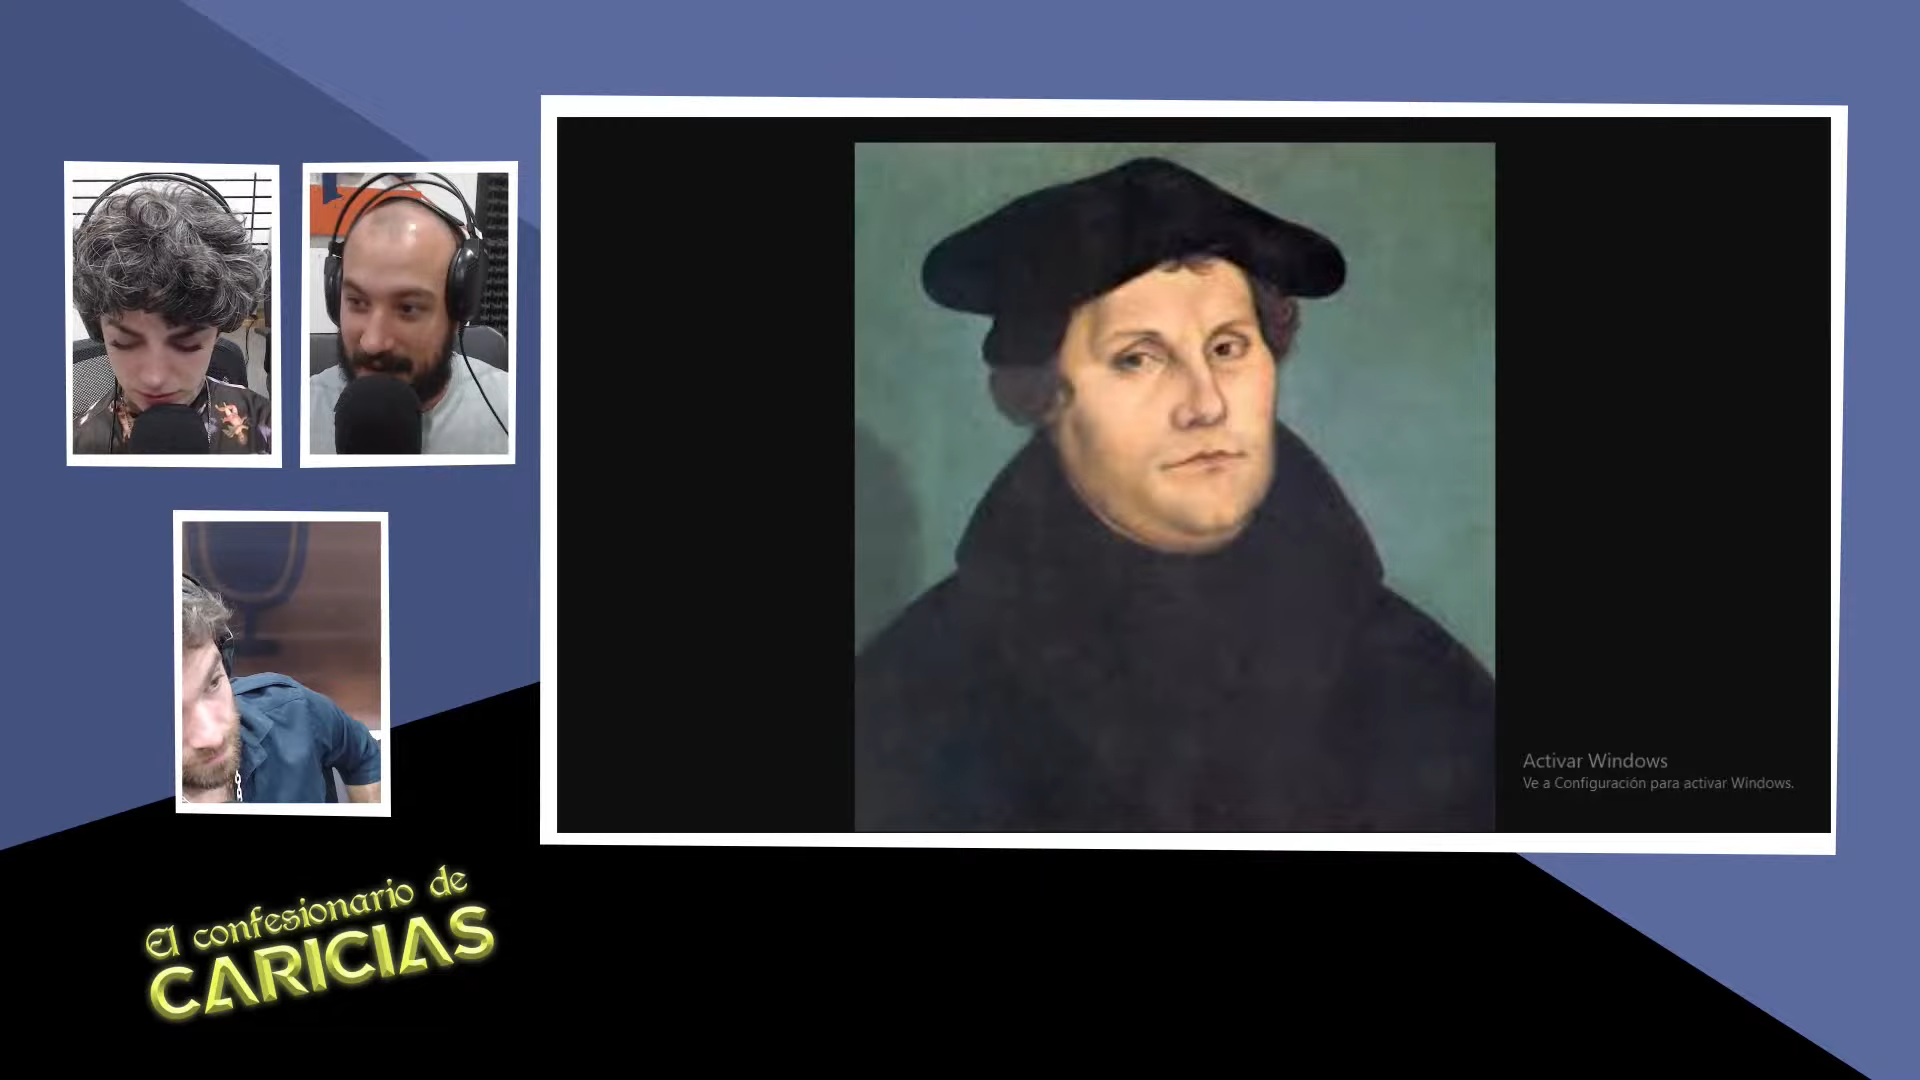 Activar Windows
Ve a Configuración para activar Windows.
El confesionario de
CARICIAS